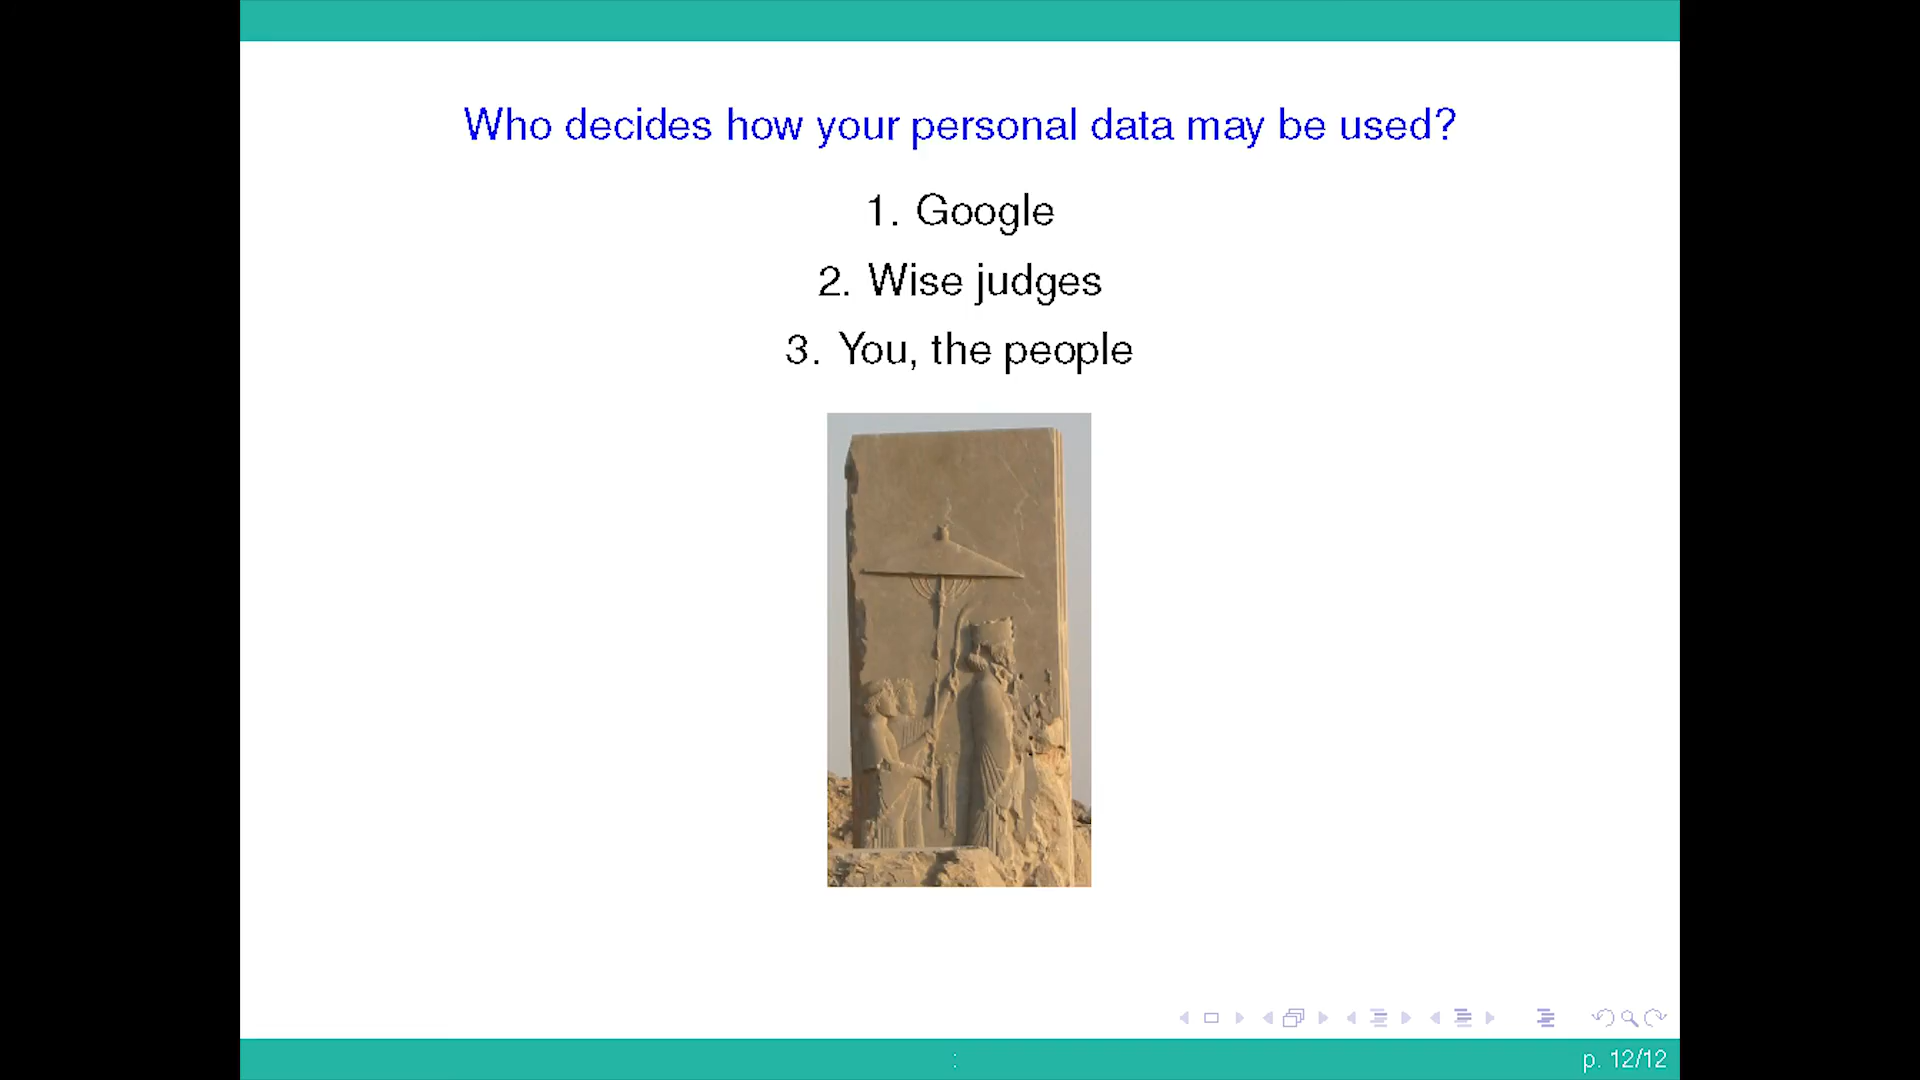 Who decides how your personal data may be used?
1. Google
2. Wise judges
3. You, the people
:
p. 12/12